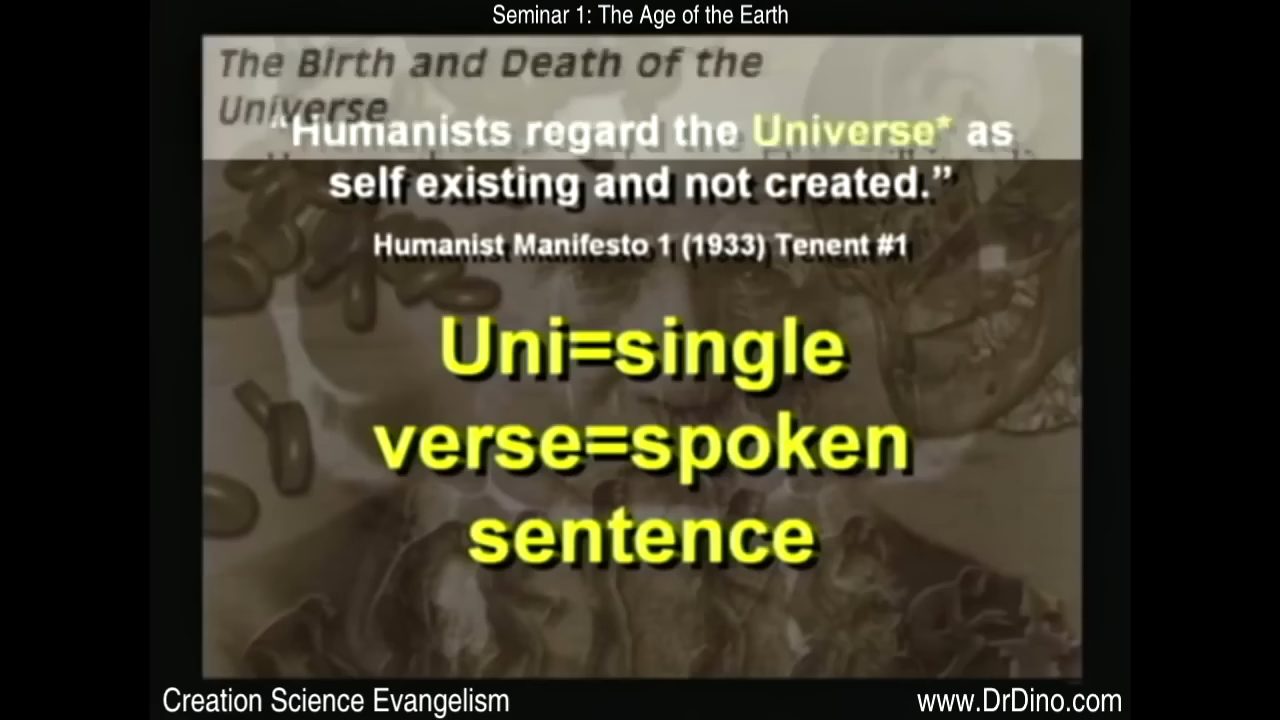 Seminar 1: The Age of the Earth
The Birth and Death of the
Universe
“Humanists regard the Universe* as
self existing and not created.”
Humanist Manifesto 1 (1933) Tenent #1
Uni=single
verse=spoken
sentence
Creation Science Evangelism
www.DrDino.com